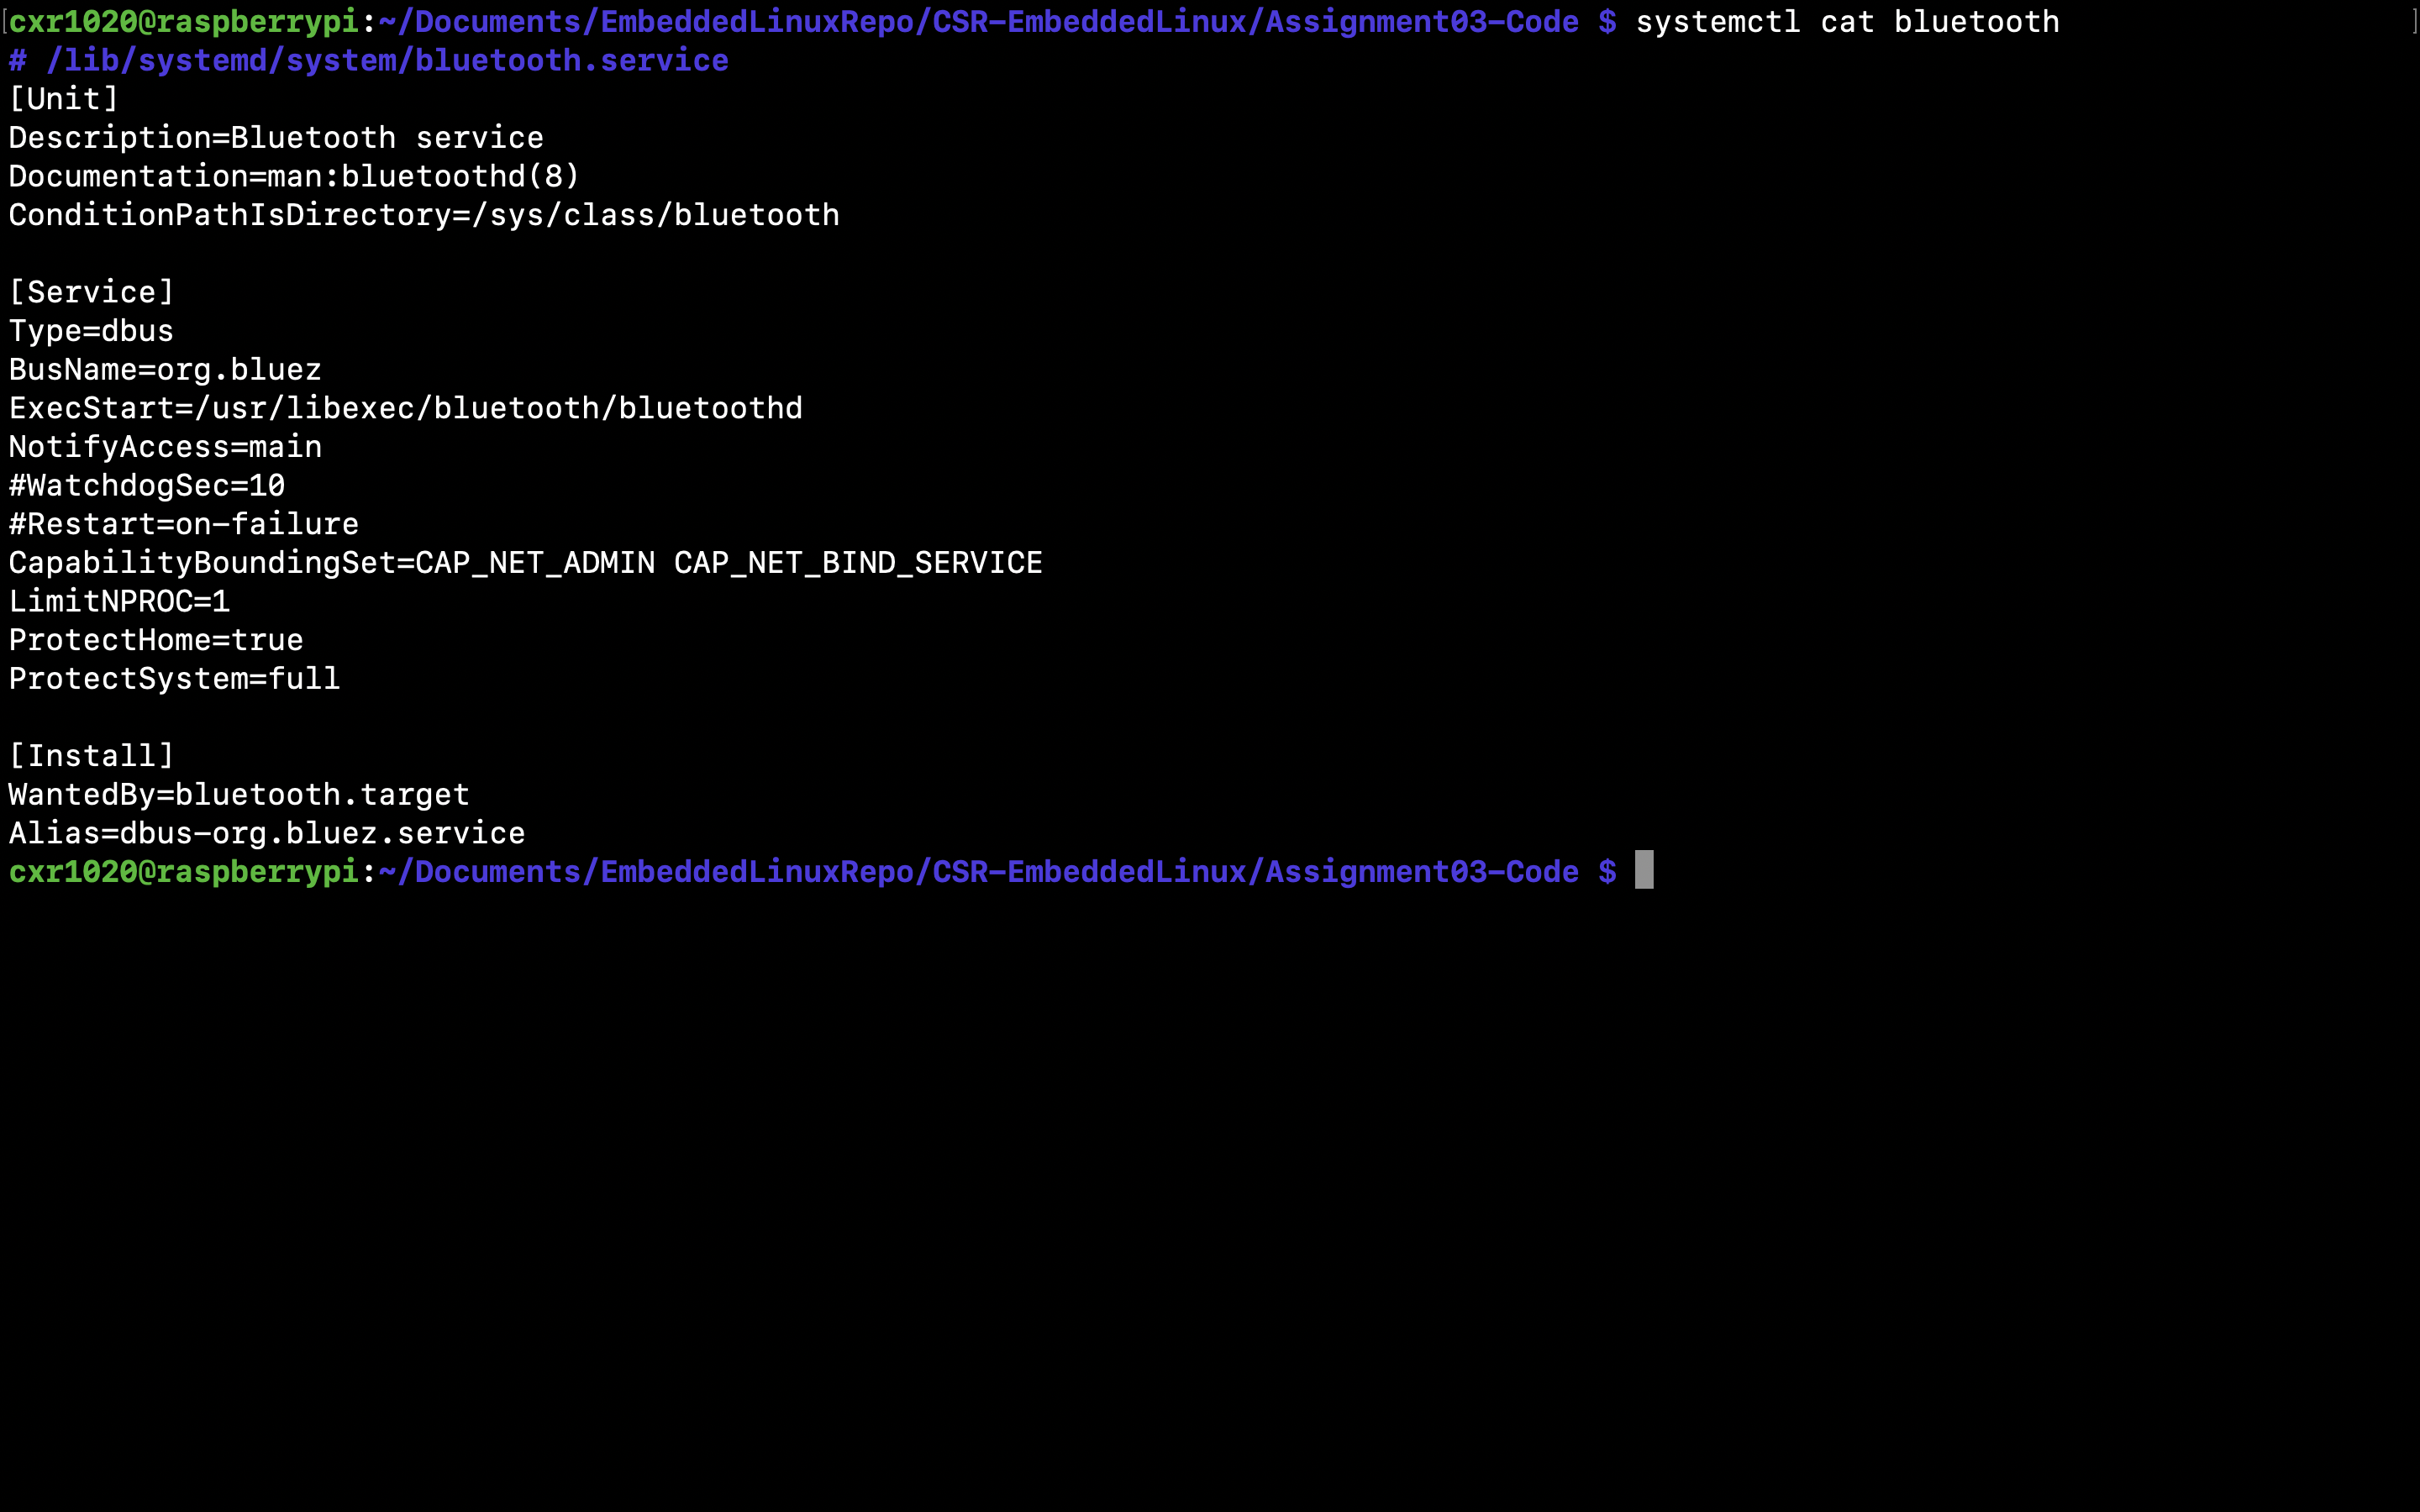 cxr1020@raspberrypi:~/Documents/EmbeddedLinuxRepo/CSR-EmbeddedLinux/Assignment03-Code $ systemctl cat bluetooth
# /lib/systemd/system/bluetooth.service
[Unit]
Description=Bluetooth service
Documentation=man:bluetoothd(8)
ConditionPathIsDirectory=/sys/class/bluetooth

[Service]
Type=dbus
BusName=org.bluez
ExecStart=/usr/libexec/bluetooth/bluetoothd
NotifyAccess=main
#WatchdogSec=10
#Restart=on-failure
CapabilityBoundingSet=CAP_NET_ADMIN CAP_NET_BIND_SERVICE
LimitNPROC=1
ProtectHome=true
ProtectSystem=full

[Install]
WantedBy=bluetooth.target
Alias=dbus-org.bluez.service
cxr1020@raspberrypi:~/Documents/EmbeddedLinuxRepo/CSR-EmbeddedLinux/Assignment03-Code $